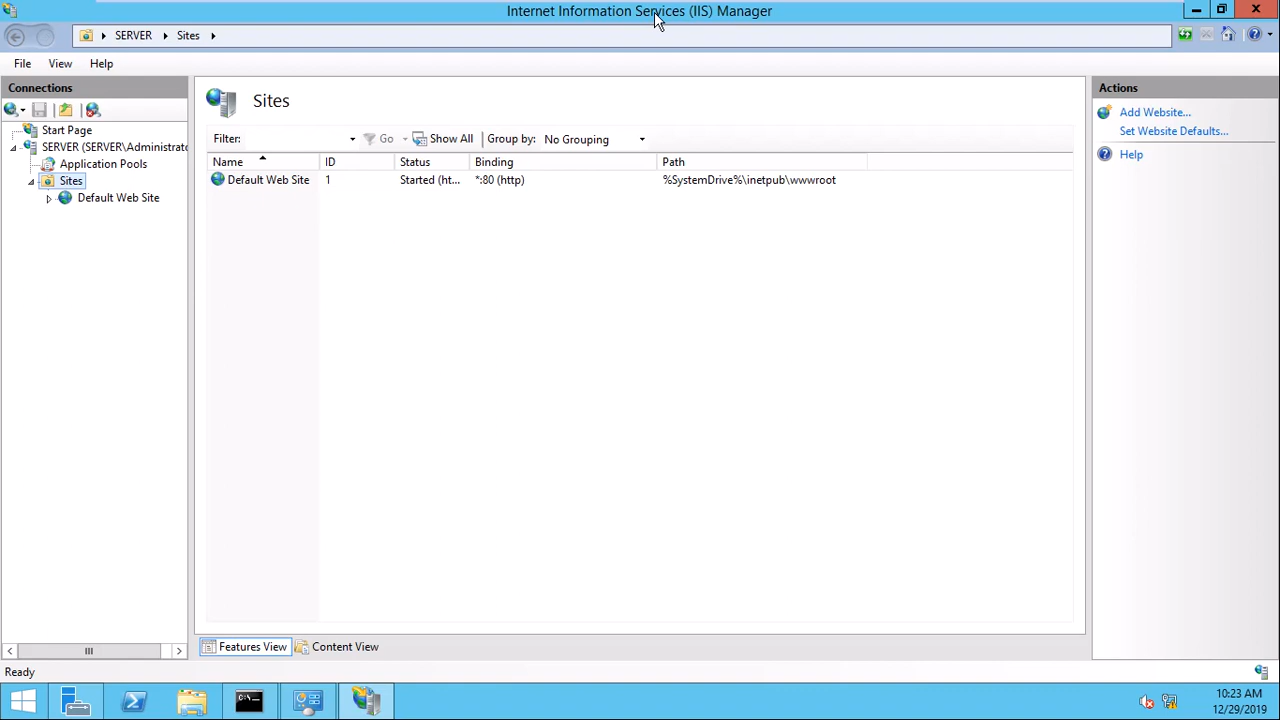 Internet Information Services (IIS) Manager
SERVER Sites
File View Help
Connections
Start Page
SERVER (SERVER\Administrato
Application Pools
Sites
Default Web Site
Sites
Filter: Go Show All Group by: No Grouping
Name ID Status Binding Path
Default Web Site 1 Started (ht... *:80 (http) %SystemDrive%\inetpub\wwwroot
Features View Content View
Actions
Add Website...
Set Website Defaults...
Help
Ready
10:23 AM
12/29/2019